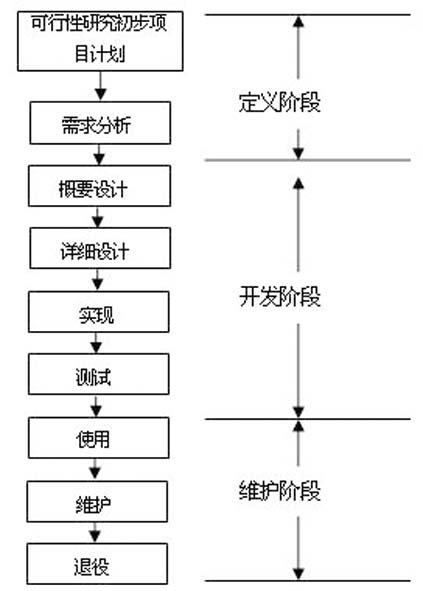 可行性研究初步项
目计划
定义阶段
需求分析
概要设计
详细设计
开发阶段
实现
测试
使用
维护阶段
维护
退役